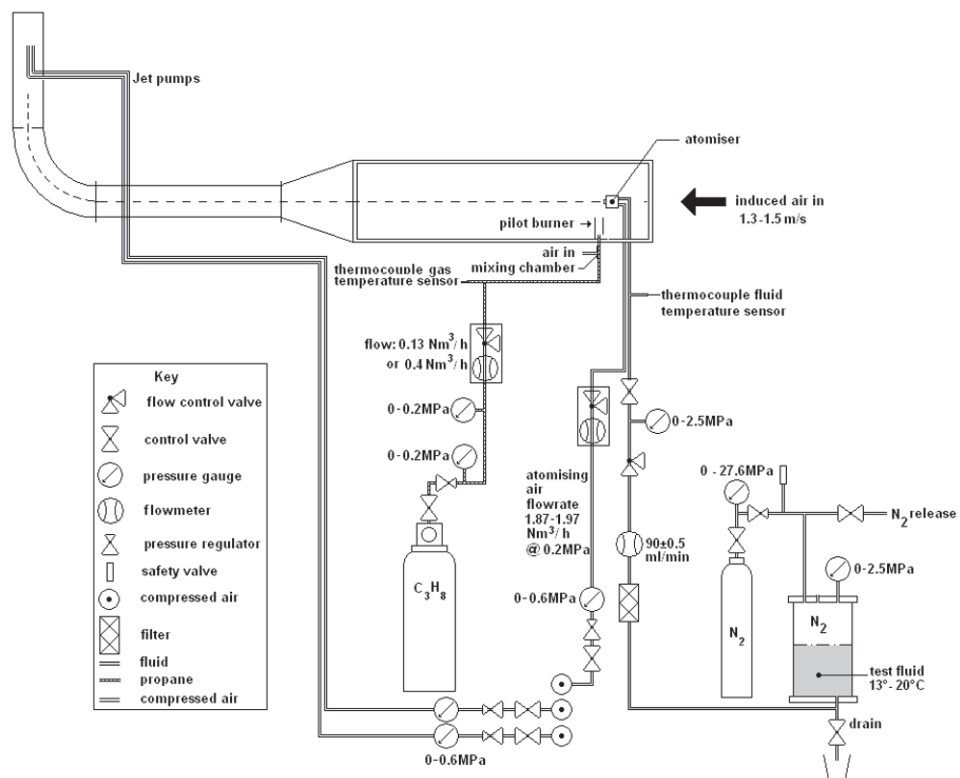 Jet pumps
atomiser
induced air in
1.3-1.5 m/s
pilot burner
air in
mixing chamber
thermocouple gas
temperature sensor
thermocouple fluid
temperature sensor
flow: 0.13 Nm³/h
or 0.4 Nm³/h
0-0.2MPa
0-0.2MPa
C₃H₈
atomising
air
flowrate
1.87-1.97
Nm³/h
@ 0.2MPa
0-0.6MPa
0-2.5MPa
90±0.5
ml/min
0-27.6MPa
N₂ release
0-2.5MPa
N₂
N₂
test fluid
13°-20°C
drain
0-0.6MPa
Key
flow control valve
control valve
pressure gauge
flowmeter
pressure regulator
safety valve
compressed air
filter
fluid
propane
compressed air